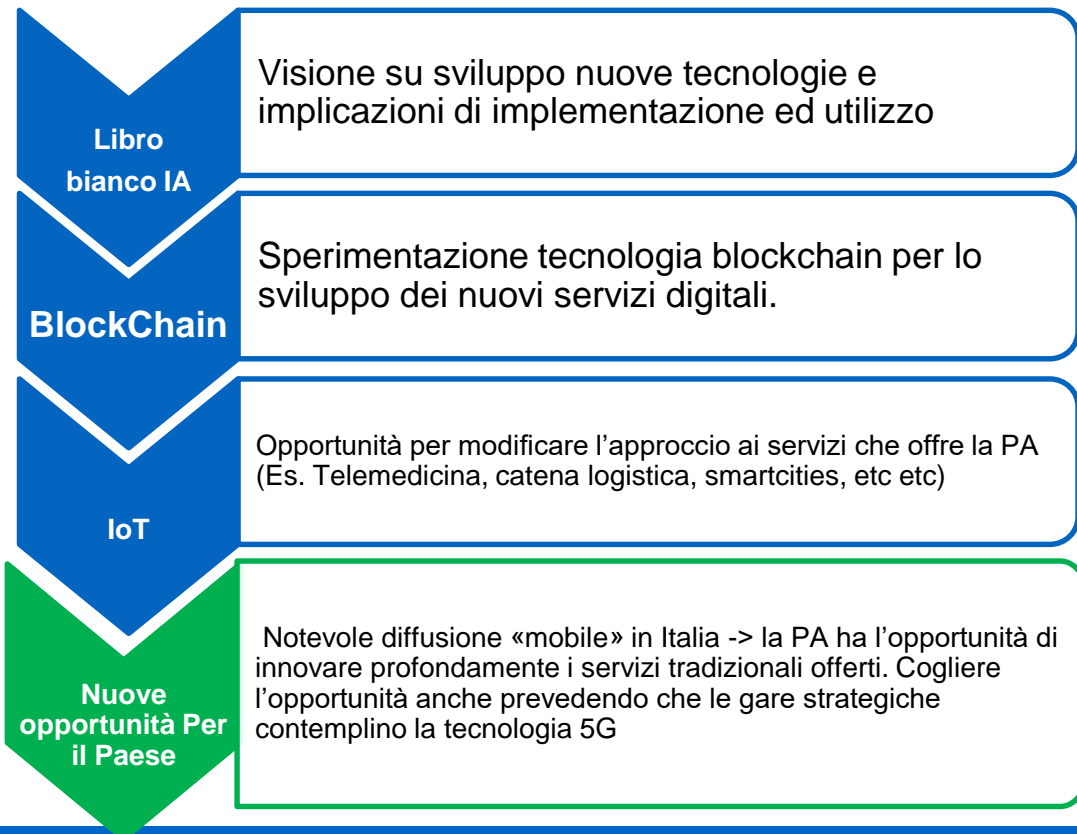 Libro
bianco IA
Visione su sviluppo nuove tecnologie e
implicazioni di implementazione ed utilizzo
BlockChain
Sperimentazione tecnologia blockchain per lo
sviluppo dei nuovi servizi digitali.
IoT
Opportunità per modificare l’approccio ai servizi che offre la PA
(Es. Telemedicina, catena logistica, smartcities, etc etc)
Nuove
opportunità Per
il Paese
Notevole diffusione «mobile» in Italia -> la PA ha l’opportunità di
innovare profondamente i servizi tradizionali offerti. Cogliere
l’opportunità anche prevedendo che le gare strategiche
contemplino la tecnologia 5G